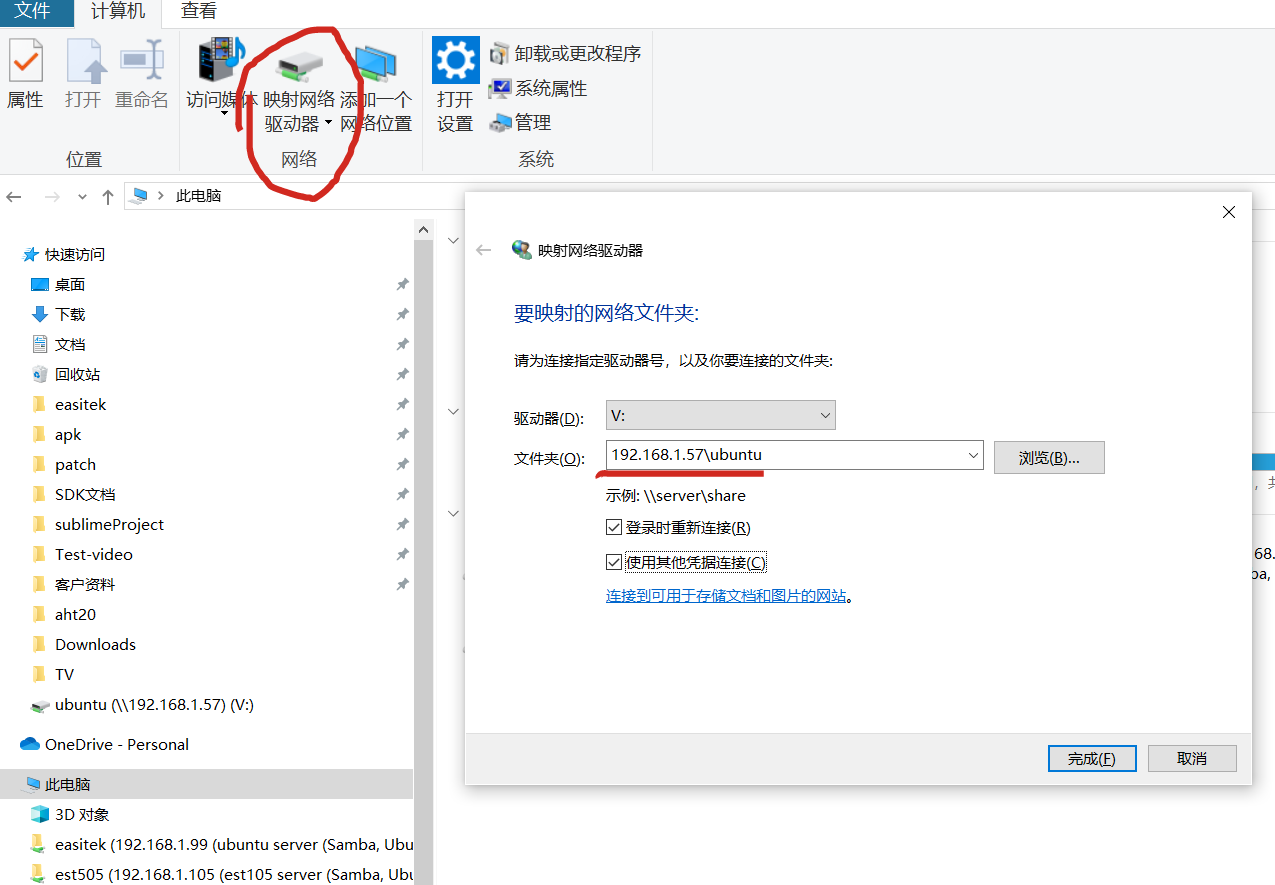 文件 计算机 查看
属性 打开 重命名 访问媒体 映射网络驱动器 添加一个网络位置 打开设置 卸载或更改程序
系统属性
管理
位置 网络 系统
此电脑
快速访问
桌面
下载
文档
回收站
easitek
apk
patch
SDK文档
sublimeProject
Test-video
客户资料
aht20
Downloads
TV
ubuntu (\\192.168.1.57) (V:)
OneDrive - Personal
此电脑
3D 对象
easitek (192.168.1.99 (ubuntu server (Samba, Ubu
est505 (192.168.1.105 (est105 server (Samba, Ubu
映射网络驱动器
要映射的网络文件夹:
请为连接指定驱动器号，以及你要连接的文件夹:
驱动器(D): V:
文件夹(O): 192.168.1.57\ubuntu 浏览(B)...
示例: \\server\share
登录时重新连接(R)
使用其他凭据连接(C)
连接到可用于存储文档和图片的网站。
完成(F) 取消